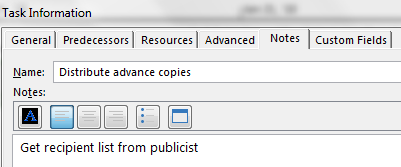 Task Information
General Predecessors Resources Advanced Notes Custom Fields
Name: Distribute advance copies
Notes:
A
Get recipient list from publicist